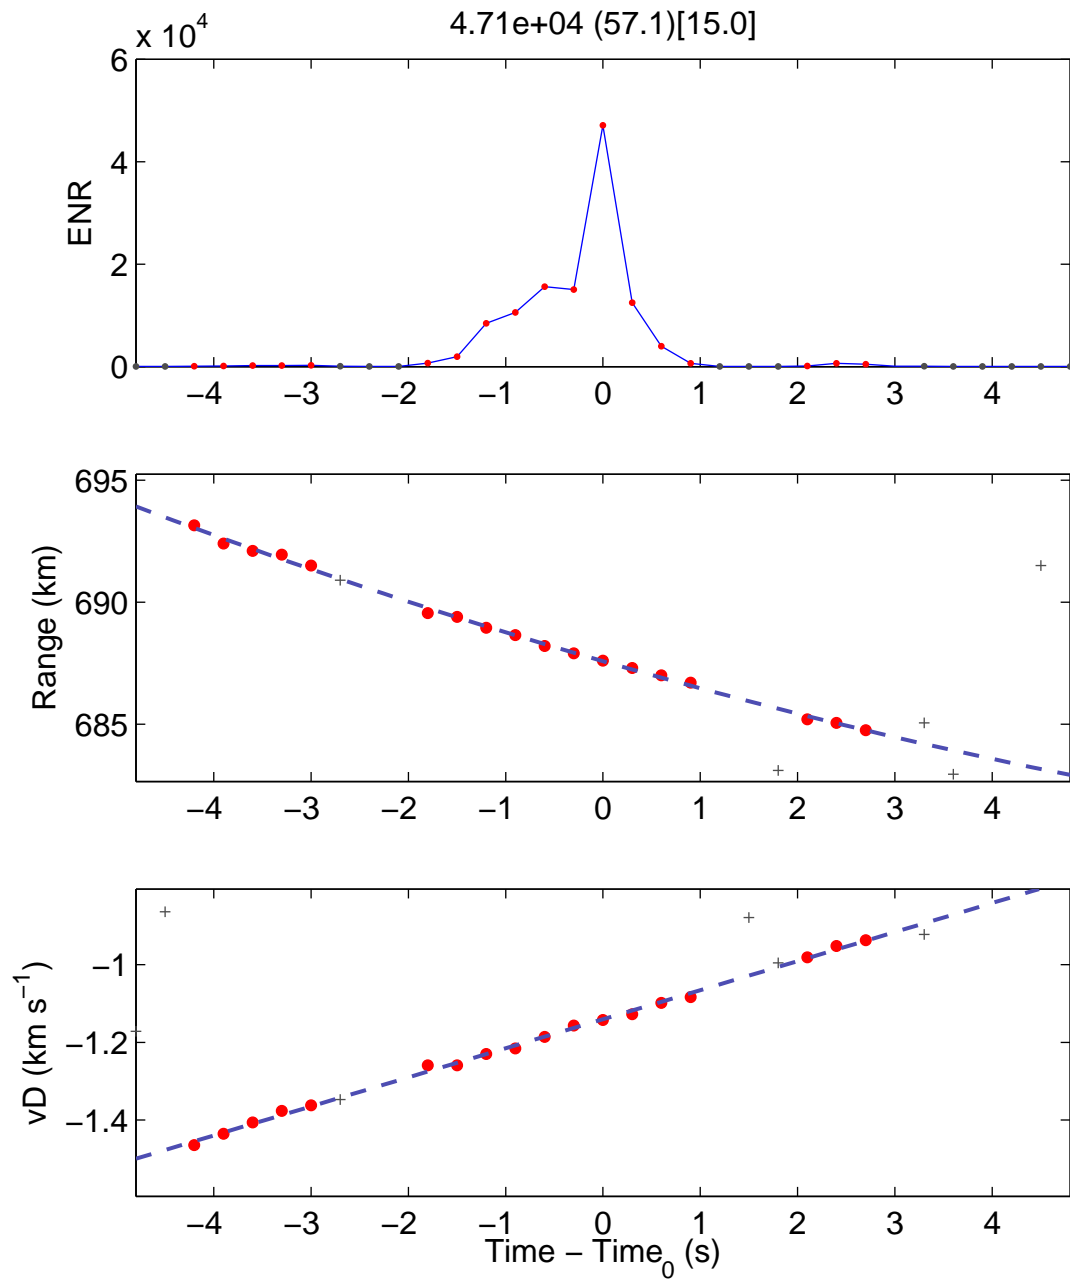 4.71e+04 (57.1)[15.0]
x 10^4
6
4
2
0
ENR
−4 −3 −2 −1 0 1 2 3 4
695
690
685
Range (km)
−4 −3 −2 −1 0 1 2 3 4
−1
−1.2
−1.4
vD (km s^−1)
−4 −3 −2 −1 0 1 2 3 4
Time − Time_0 (s)